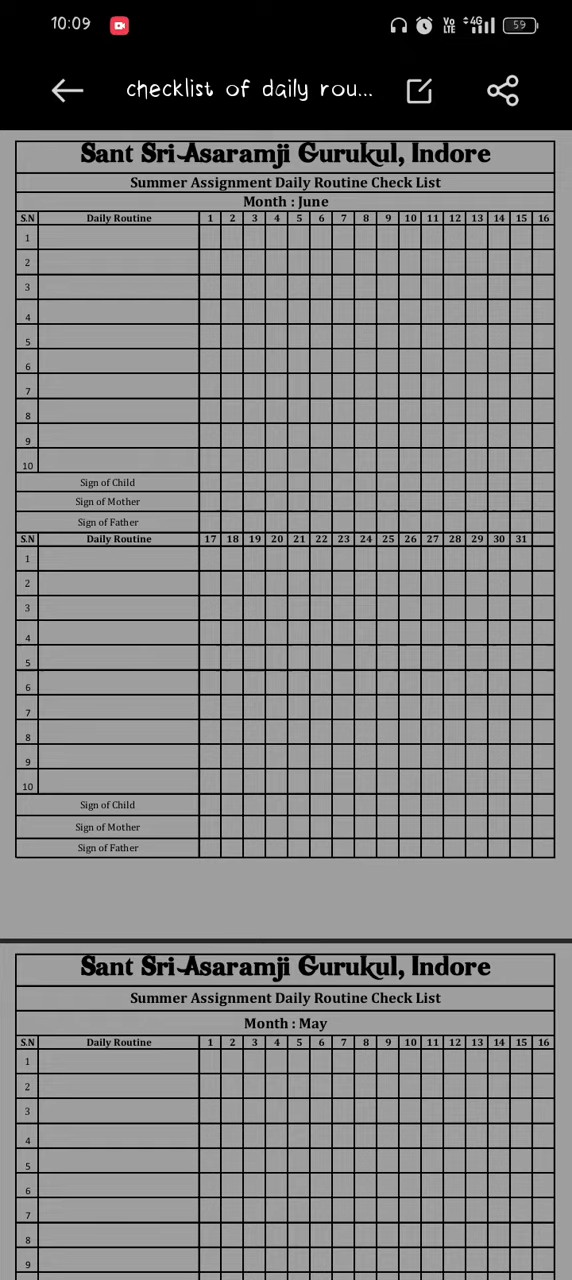 10:09 Vo LTE 4G 59
checklist of daily rou...
Sant Sri Asaramji Gurukul, Indore
Summer Assignment Daily Routine Check List
Month : June
S.N Daily Routine 1 2 3 4 5 6 7 8 9 10 11 12 13 14 15 16
1
2
3
4
5
6
7
8
9
10
Sign of Child
Sign of Mother
Sign of Father
S.N Daily Routine 17 18 19 20 21 22 23 24 25 26 27 28 29 30 31
1
2
3
4
5
6
7
8
9
10
Sign of Child
Sign of Mother
Sign of Father
Sant Sri Asaramji Gurukul, Indore
Summer Assignment Daily Routine Check List
Month : May
S.N Daily Routine 1 2 3 4 5 6 7 8 9 10 11 12 13 14 15 16
1
2
3
4
5
6
7
8
9